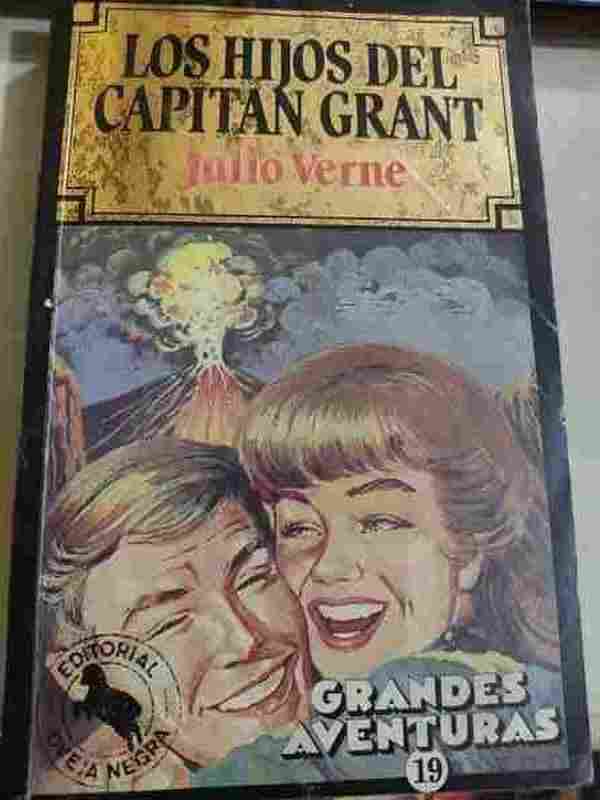 LOS HIJOS DEL
CAPITAN GRANT
Julio Verne
EDITORIAL
OVEJA NEGRA
GRANDES
AVENTURAS
19